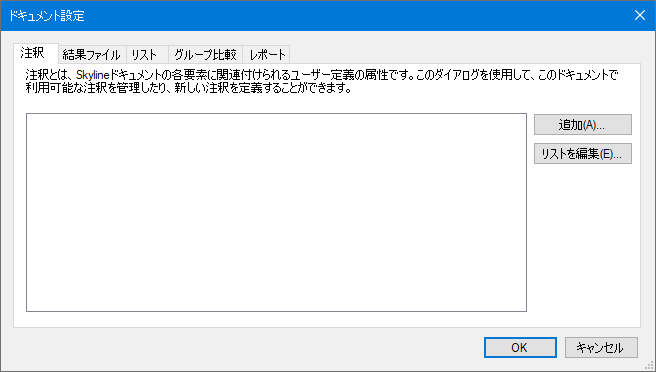 ドキュメント設定
注釈 結果ファイル リスト グループ比較 レポート
注釈とは、Skylineドキュメントの各要素に関連付けられるユーザー定義の属性です。このダイアログを使用して、このドキュメントで
利用可能な注釈を管理したり、新しい注釈を定義することができます。
追加(A)...
リストを編集(E)...
OK キャンセル